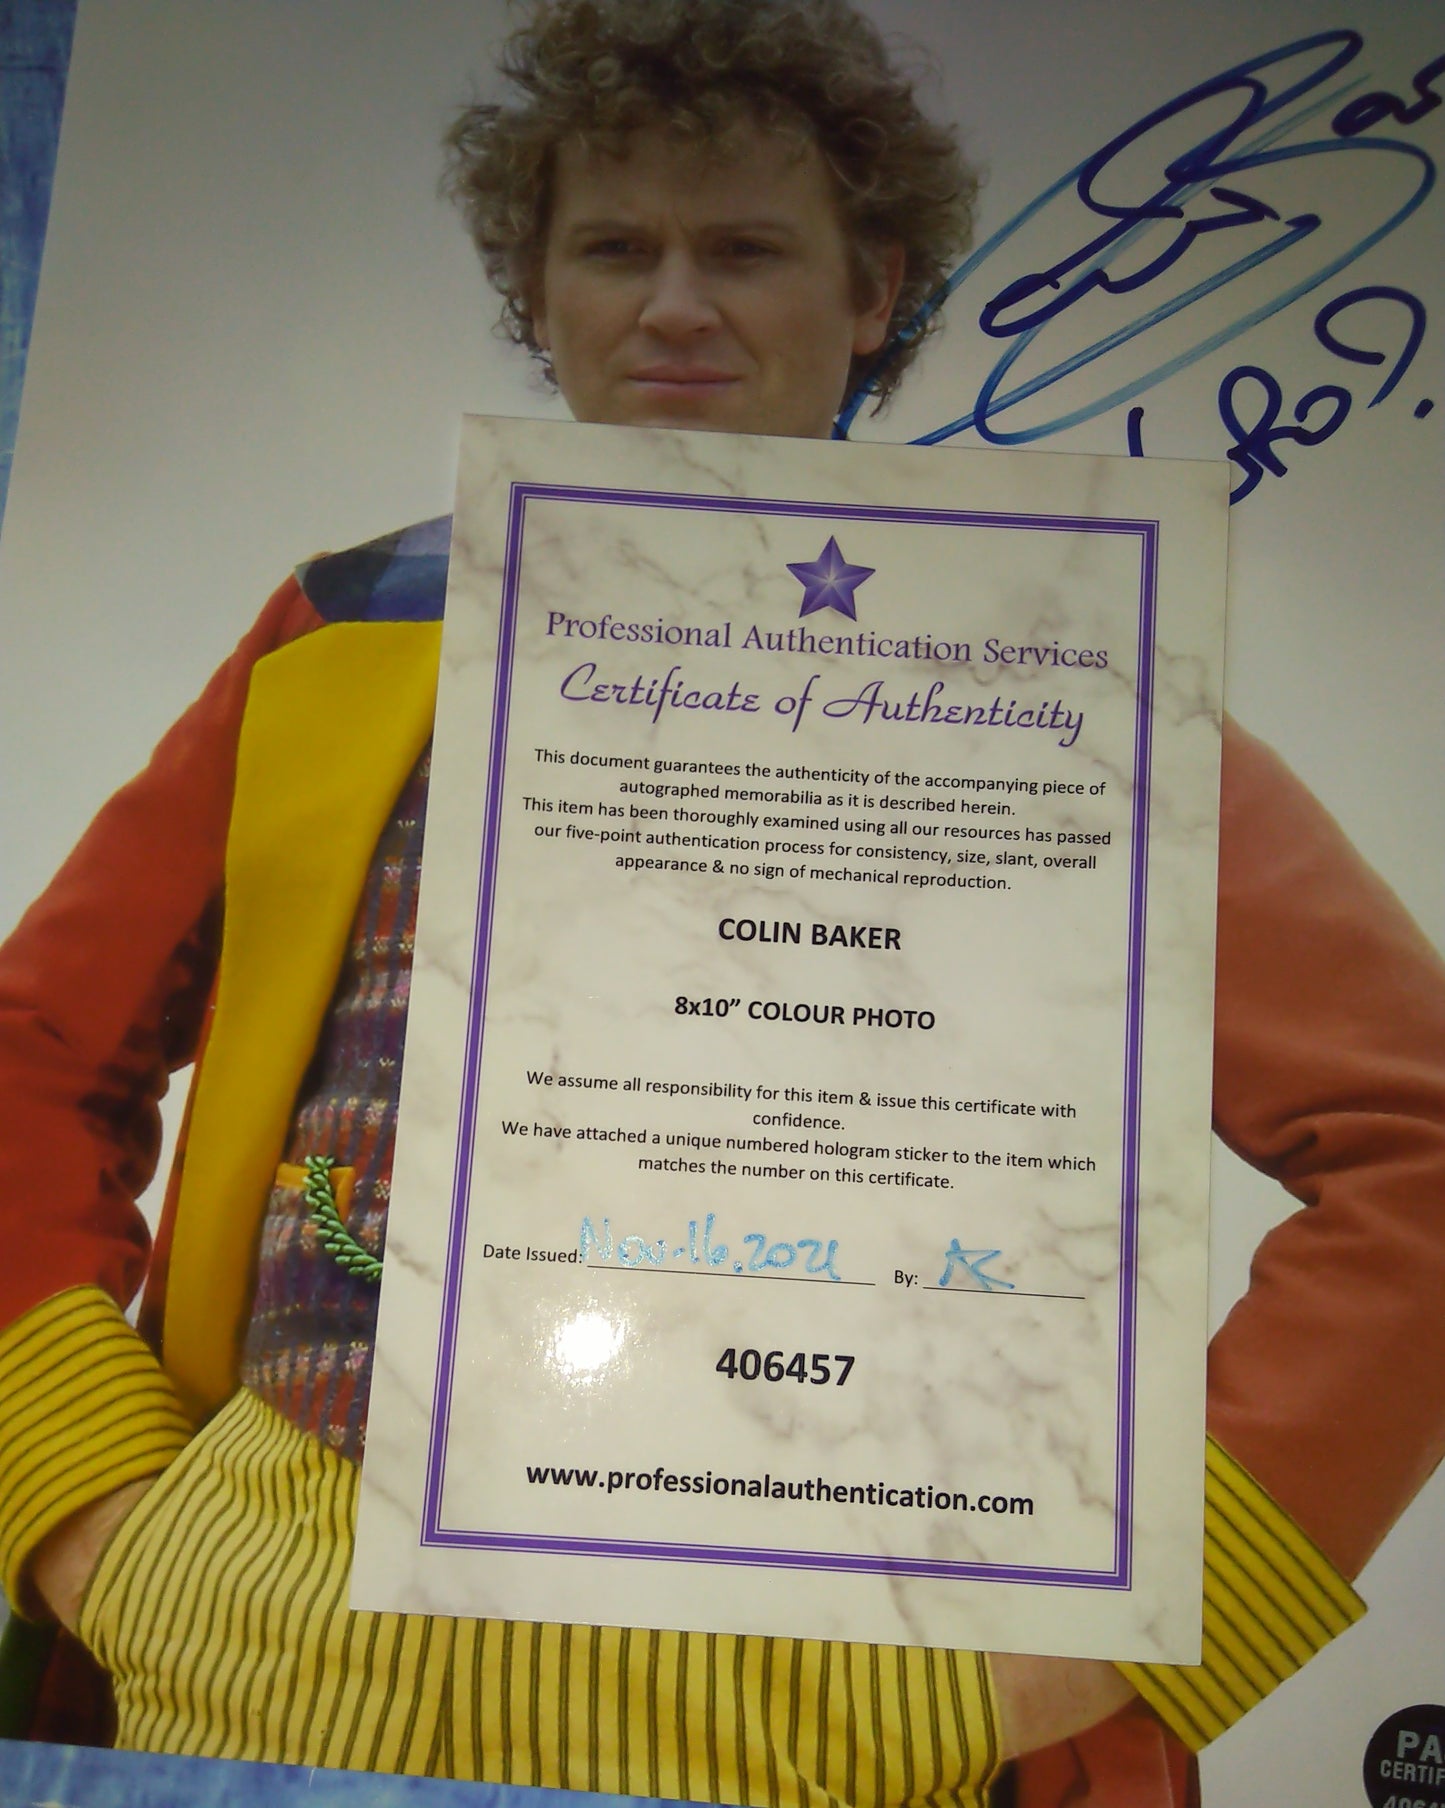 Professional Authentication Services
Certificate of Authenticity
This document guarantees the authenticity of the accompanying piece of
autographed memorabilia as it is described herein.
This item has been thoroughly examined using all our resources has passed
our five-point authentication process for consistency, size, slant, overall
appearance & no sign of mechanical reproduction.
COLIN BAKER
8x10” COLOUR PHOTO
We assume all responsibility for this item & issue this certificate with
confidence.
We have attached a unique numbered hologram sticker to the item which
matches the number on this certificate.
Date Issued: Nov. 16. 2021 By:
406457
www.professionalauthentication.com
PA
CERTIF